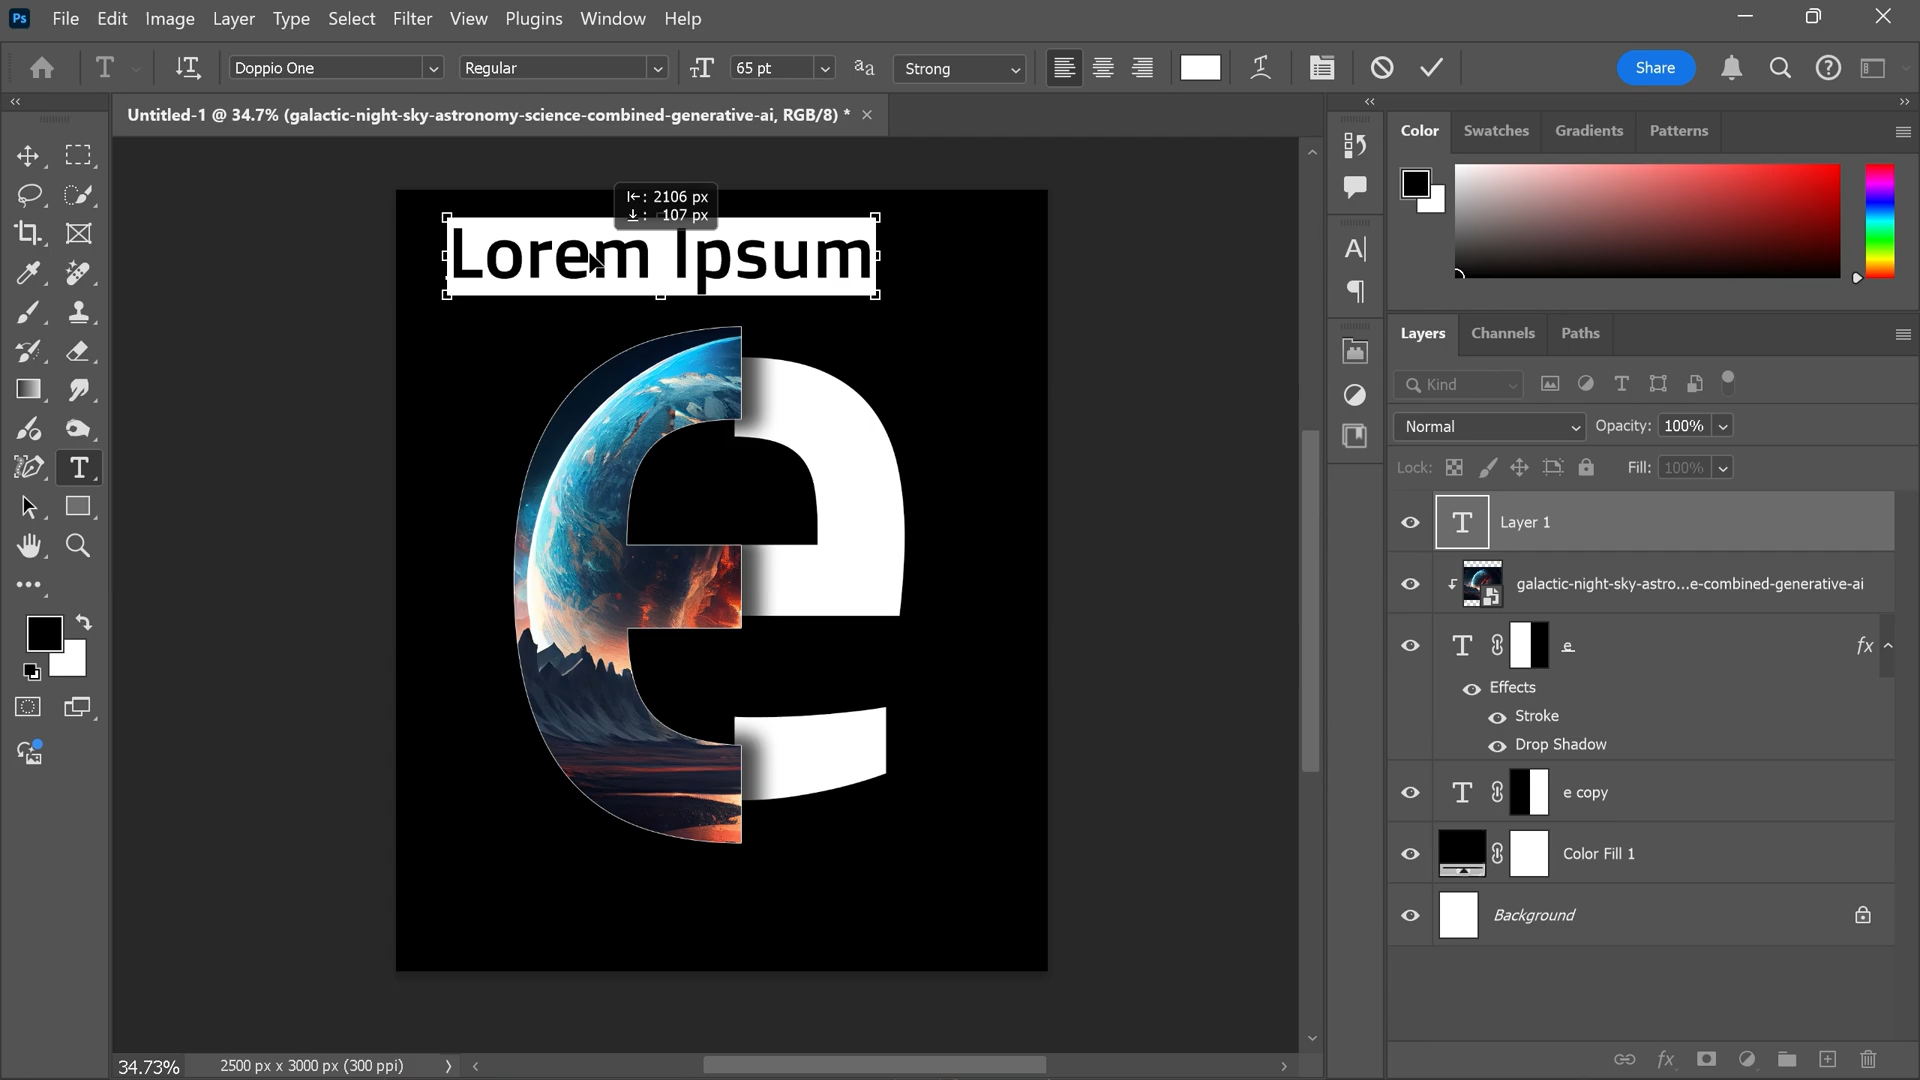 Ps File Edit Image Layer Type Select Filter View Plugins Window Help
T Doppio One Regular 65 pt aa Strong Share
Untitled-1 @ 34.7% (galactic-night-sky-astronomy-science-combined-generative-ai, RGB/8) *
Color Swatches Gradients Patterns
2106 px
107 px
Lorem Ipsum
e
Layers Channels Paths
Kind
Normal Opacity: 100%
Lock: Fill: 100%
T Layer 1
galactic-night-sky-astro...e-combined-generative-ai
T e fx
Effects
Stroke
Drop Shadow
T e copy
Color Fill 1
Background
34.73% 2500 px x 3000 px (300 ppi)
fx